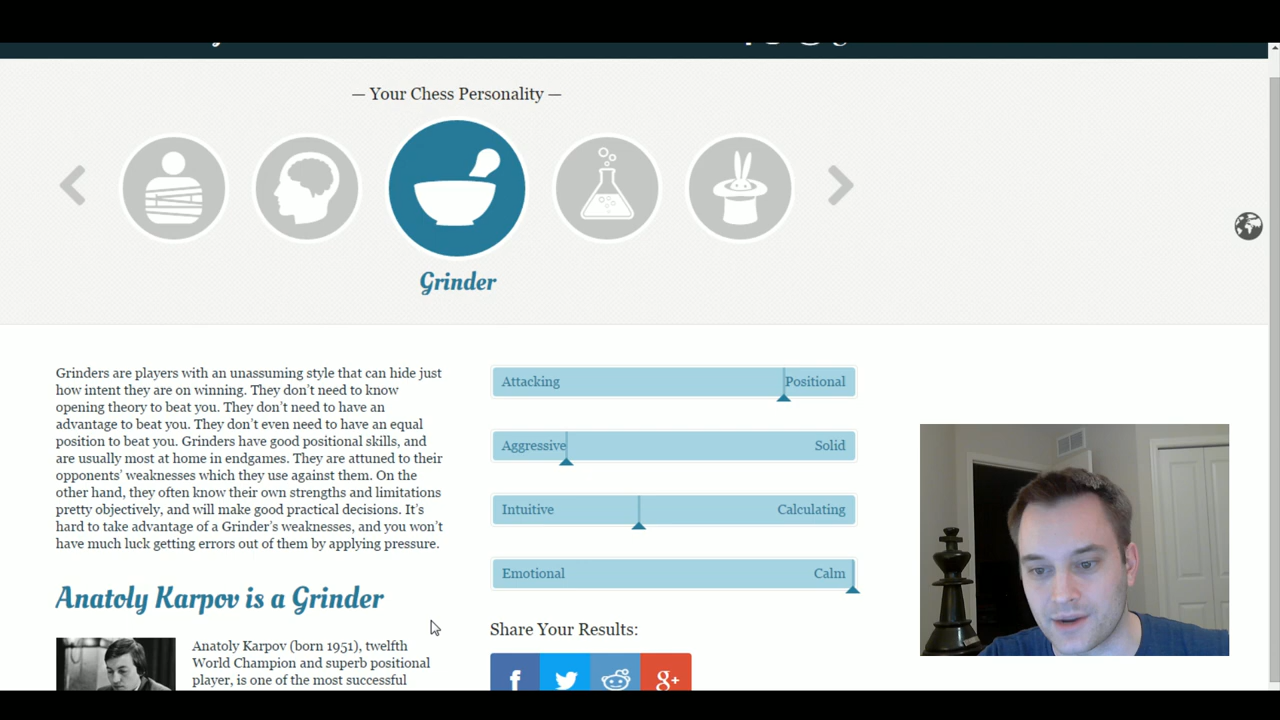 — Your Chess Personality —
Grinder
Grinders are players with an unassuming style that can hide just
how intent they are on winning. They don't need to know
opening theory to beat you. They don't need to have an
advantage to beat you. They don't even need to have an equal
position to beat you. Grinders have good positional skills, and
are usually most at home in endgames. They are attuned to their
opponents' weaknesses which they use against them. On the
other hand, they often know their own strengths and limitations
pretty objectively, and will make good practical decisions. It's
hard to take advantage of a Grinder's weaknesses, and you won't
have much luck getting errors out of them by applying pressure.
Anatoly Karpov is a Grinder
Anatoly Karpov (born 1951), twelfth
World Champion and superb positional
player, is one of the most successful
Attacking Positional
Aggressive Solid
Intuitive Calculating
Emotional Calm
Share Your Results:
f g+